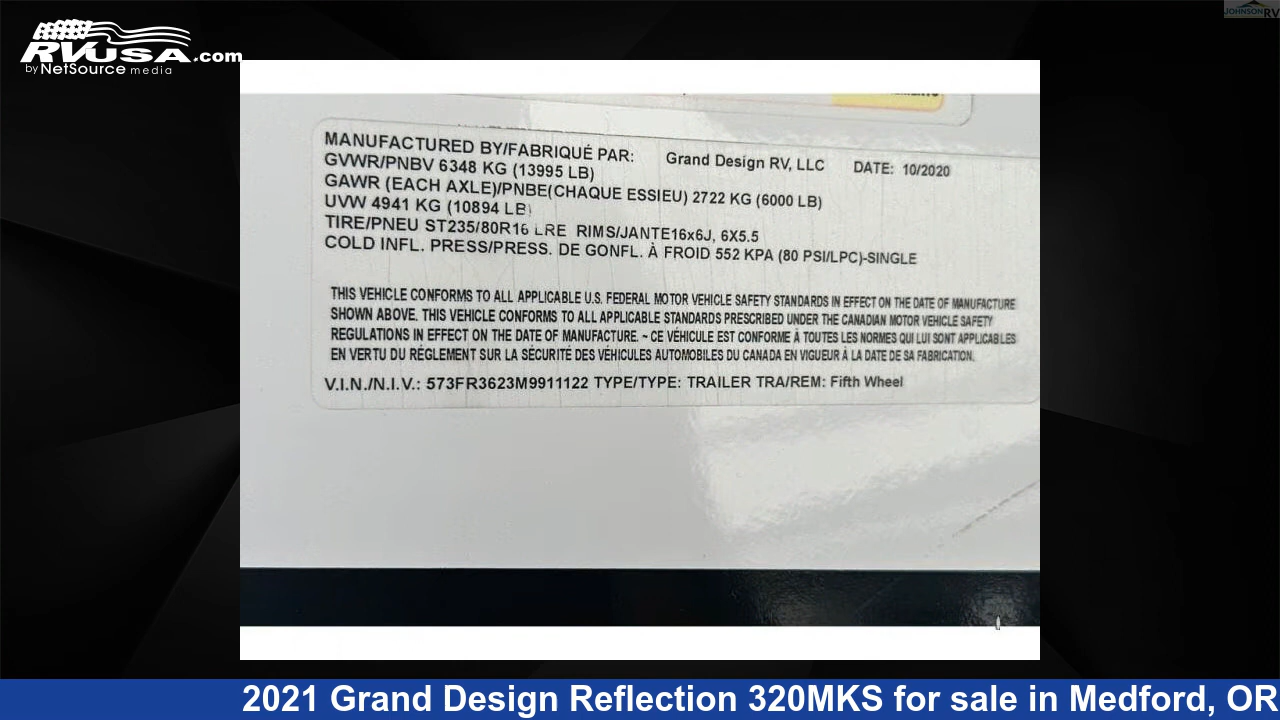 JOHNSON RV
RVUSA.com
by NetSource media
MANUFACTURED BY/FABRIQUÉ PAR: Grand Design RV, LLC DATE: 10/2020
GVWR/PNBV 6348 KG (13995 LB)
GAWR (EACH AXLE)/PNBE(CHAQUE ESSIEU) 2722 KG (6000 LB)
UVW 4941 KG (10894 LB)
TIRE/PNEU ST235/80R16 LRE RIMS/JANTE16x6J, 6X5.5
COLD INFL. PRESS/PRESS. DE GONFL. À FROID 552 KPA (80 PSI/LPC)-SINGLE
THIS VEHICLE CONFORMS TO ALL APPLICABLE U.S. FEDERAL MOTOR VEHICLE SAFETY STANDARDS IN EFFECT ON THE DATE OF MANUFACTURE
SHOWN ABOVE. THIS VEHICLE CONFORMS TO ALL APPLICABLE STANDARDS PRESCRIBED UNDER THE CANADIAN MOTOR VEHICLE SAFETY
REGULATIONS IN EFFECT ON THE DATE OF MANUFACTURE. ~ CE VÉHICULE EST CONFORME À TOUTES LES NORMES QUI LUI SONT APPLICABLES
EN VERTU DU RÉGLEMENT SUR LA SÉCURITÉ DES VÉHICULES AUTOMOBILES DU CANADA EN VIGUEUR À LA DATE DE SA FABRICATION.
V.I.N./N.I.V.: 573FR3623M9911122 TYPE/TYPE: TRAILER TRA/REM: Fifth Wheel
2021 Grand Design Reflection 320MKS for sale in Medford, OR